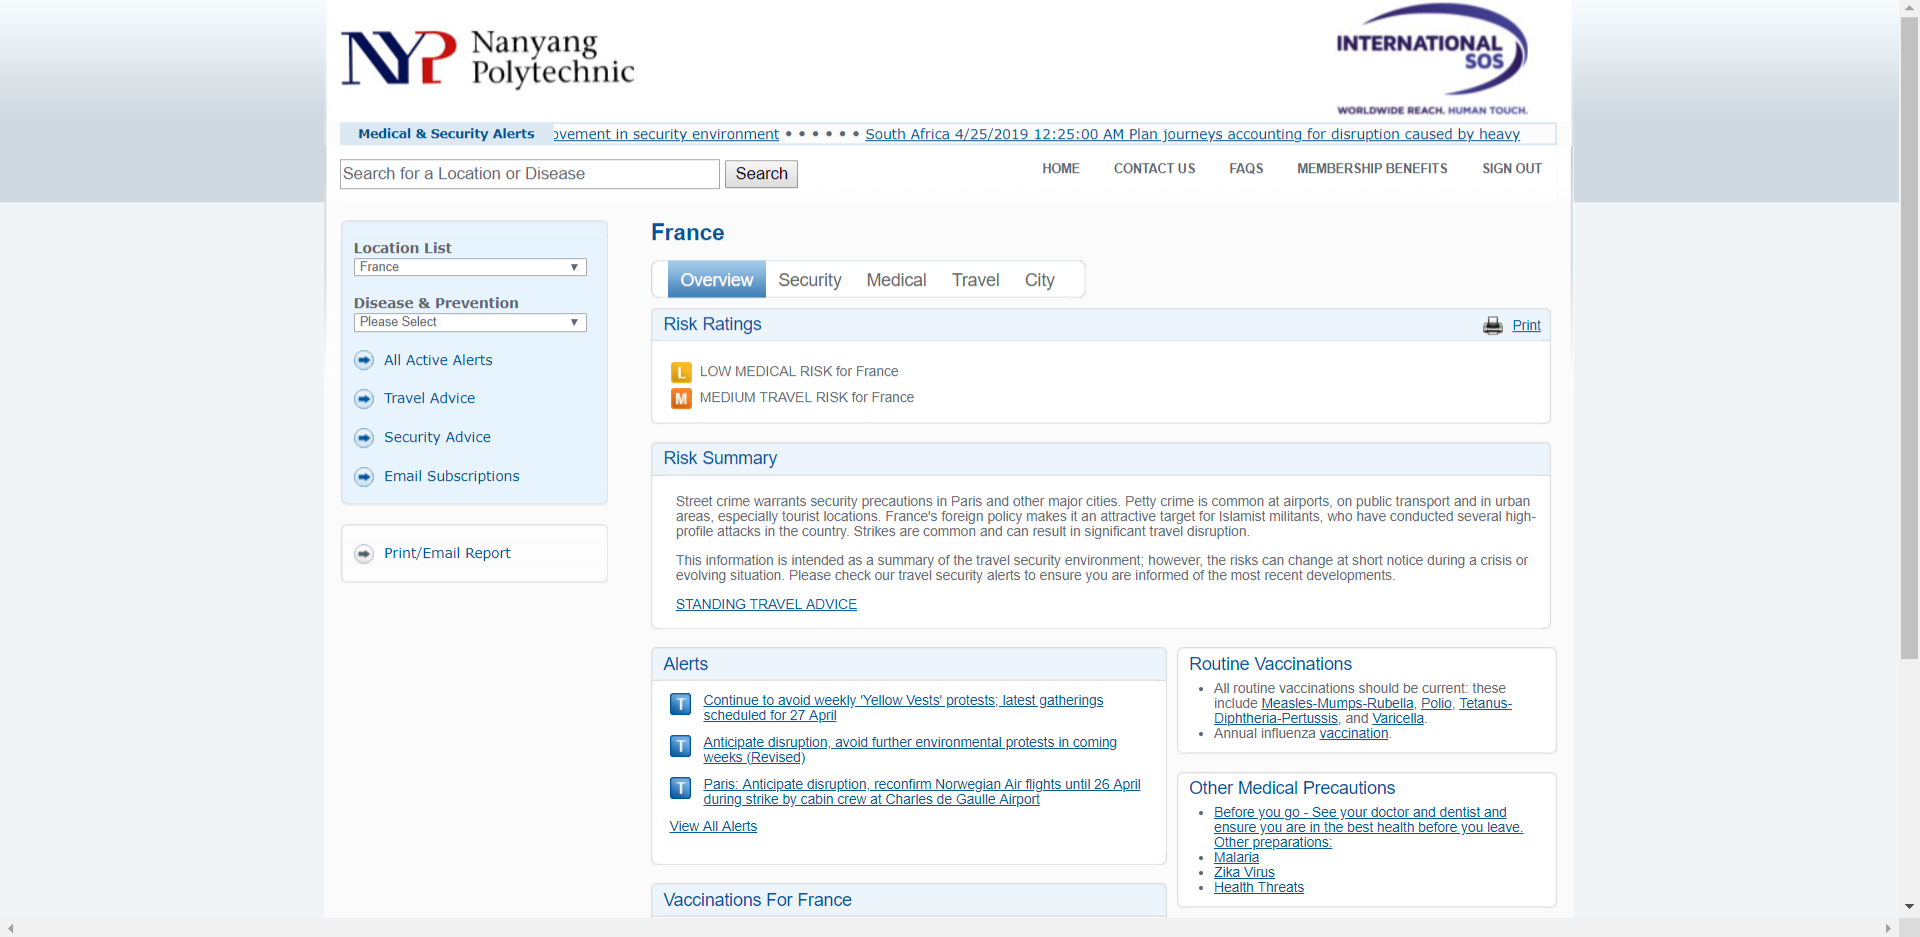 NYP Nanyang
Polytechnic
INTERNATIONAL
SOS
WORLDWIDE REACH. HUMAN TOUCH.
Medical & Security Alerts
in security environment • • • • • • South Africa 4/25/2019 12:25:00 AM Plan journeys accounting for disruption caused by heavy
Search for a Location or Disease
Search
HOME CONTACT US FAQS MEMBERSHIP BENEFITS SIGN OUT
Location List
France
Disease & Prevention
Please Select
All Active Alerts
Travel Advice
Security Advice
Email Subscriptions
Print/Email Report
France
Overview Security Medical Travel City
Risk Ratings
Print
L LOW MEDICAL RISK for France
M MEDIUM TRAVEL RISK for France
Risk Summary
Street crime warrants security precautions in Paris and other major cities. Petty crime is common at airports, on public transport and in urban
areas, especially tourist locations. France's foreign policy makes it an attractive target for Islamist militants, who have conducted several high-
profile attacks in the country. Strikes are common and can result in significant travel disruption.
This information is intended as a summary of the travel security environment; however, the risks can change at short notice during a crisis or
evolving situation. Please check our travel security alerts to ensure you are informed of the most recent developments.
STANDING TRAVEL ADVICE
Alerts
T Continue to avoid weekly 'Yellow Vests' protests; latest gatherings
scheduled for 27 April
T Anticipate disruption, avoid further environmental protests in coming
weeks (Revised)
T Paris: Anticipate disruption, reconfirm Norwegian Air flights until 26 April
during strike by cabin crew at Charles de Gaulle Airport
View All Alerts
Vaccinations For France
Routine Vaccinations
• All routine vaccinations should be current: these
include Measles-Mumps-Rubella, Polio, Tetanus-
Diphtheria-Pertussis, and Varicella.
• Annual influenza vaccination.
Other Medical Precautions
• Before you go - See your doctor and dentist and
ensure you are in the best health before you leave.
Other preparations:
• Malaria
• Zika Virus
• Health Threats